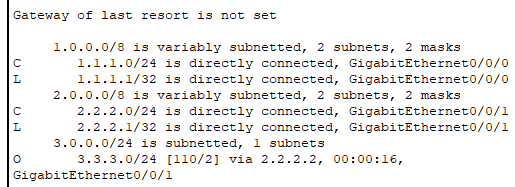 Gateway of last resort is not set
1.0.0.0/8 is variably subnetted, 2 subnets, 2 masks
C 1.1.1.0/24 is directly connected, GigabitEthernet0/0/0
L 1.1.1.1/32 is directly connected, GigabitEthernet0/0/0
2.0.0.0/8 is variably subnetted, 2 subnets, 2 masks
C 2.2.2.0/24 is directly connected, GigabitEthernet0/0/1
L 2.2.2.1/32 is directly connected, GigabitEthernet0/0/1
3.0.0.0/24 is subnetted, 1 subnets
O 3.3.3.0/24 [110/2] via 2.2.2.2, 00:00:16,
GigabitEthernet0/0/1